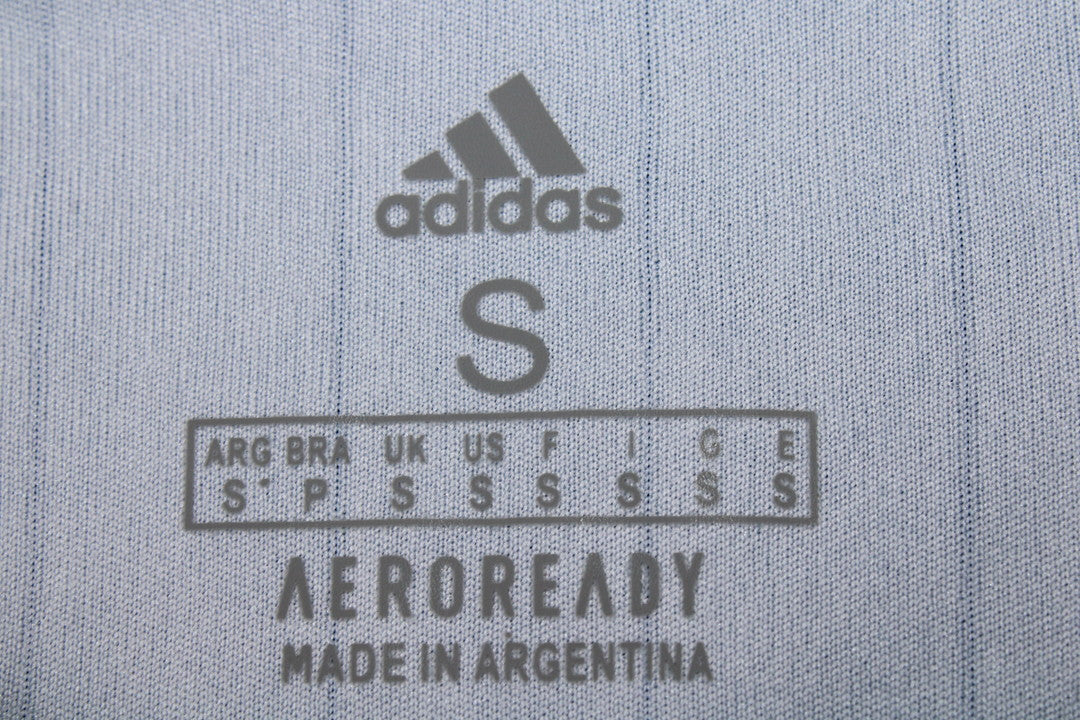 adidas
S
ARG BRA UK US F I G E
S P S S S S S S
AEROREADY
MADE IN ARGENTINA